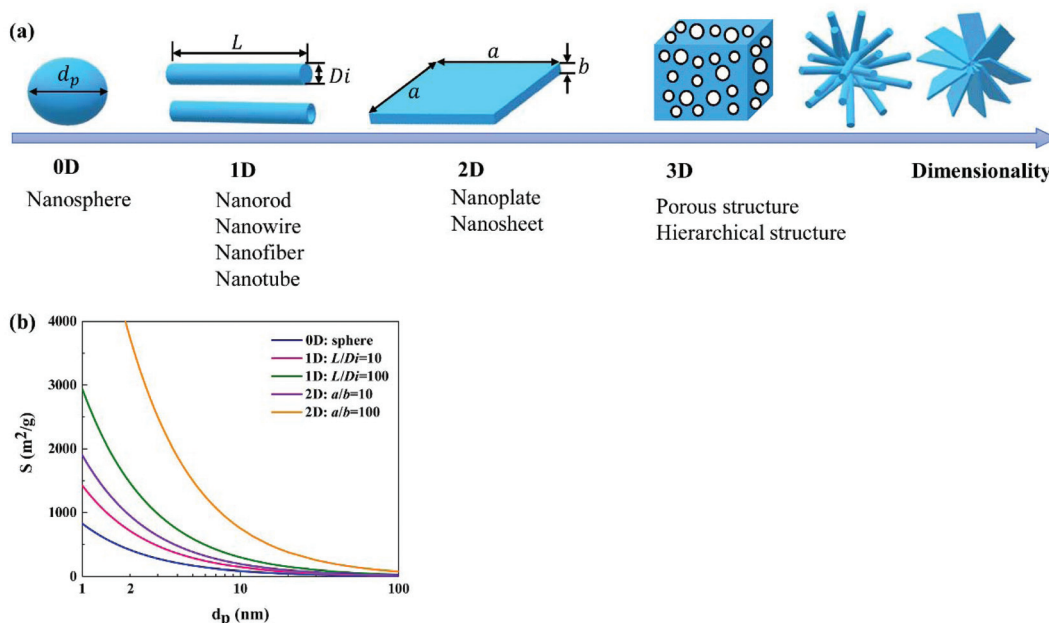 (a)
d_p
L
Di
a
a
b
0D
Nanosphere
1D
Nanorod
Nanowire
Nanofiber
Nanotube
2D
Nanoplate
Nanosheet
3D
Porous structure
Hierarchical structure
Dimensionality
(b)
S (m²/g)
4000
3000
2000
1000
0
0D: sphere
1D: L/Di=10
1D: L/Di=100
2D: a/b=10
2D: a/b=100
1
2
10
100
d_p (nm)